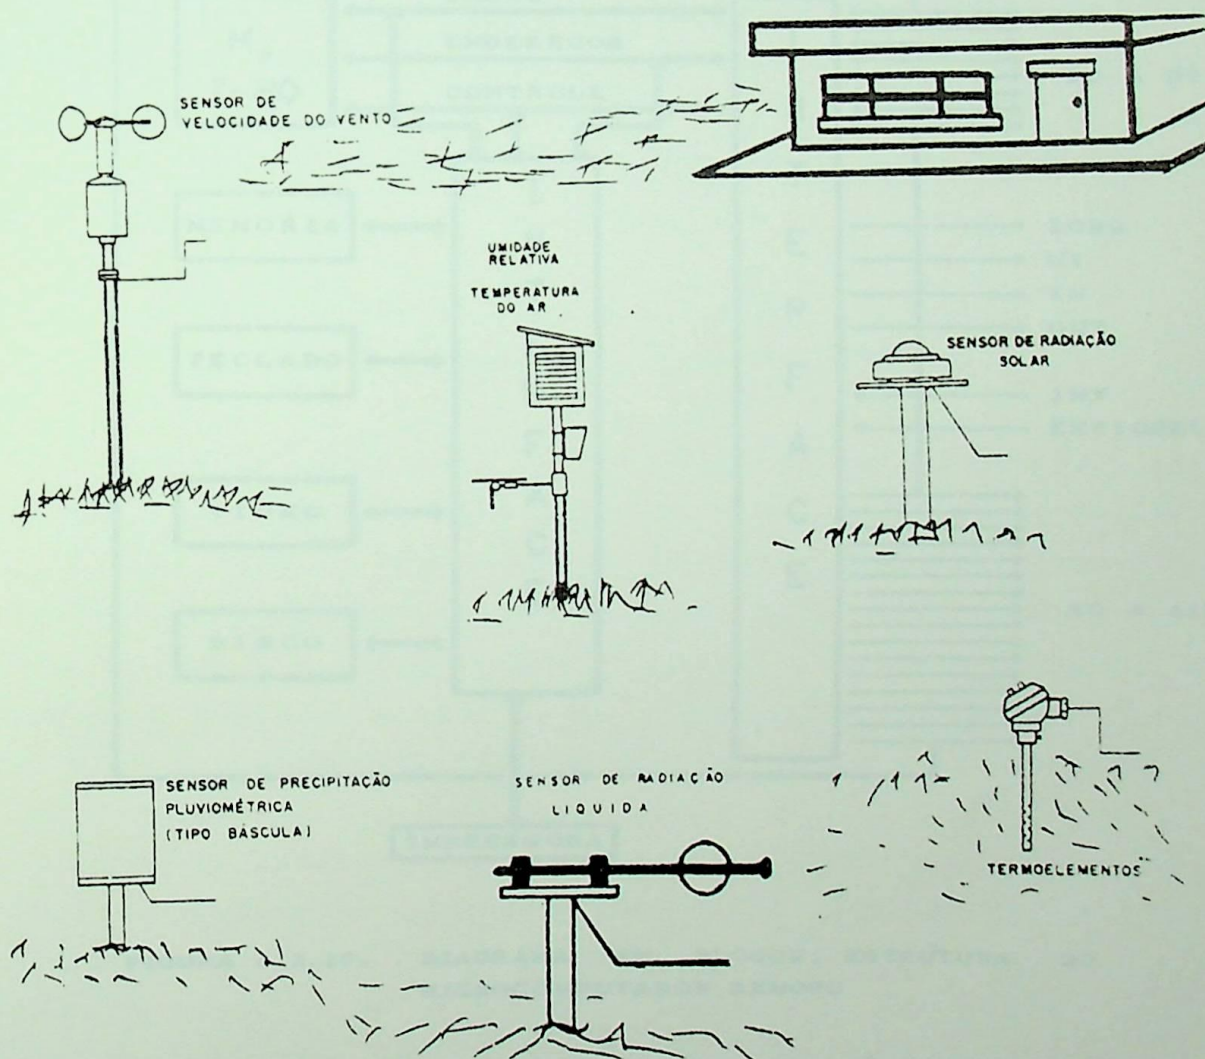 SENSOR DE
VELOCIDADE DO VENTO
UMIDADE
RELATIVA
TEMPERATURA
DO AR
SENSOR DE RADIAÇÃO
SOLAR
SENSOR DE PRECIPITAÇÃO
PLUVIOMÉTRICA
(TIPO BÁSCULA)
SENSOR DE RADIAÇÃO
LIQUIDA
TERMOELEMENTOS